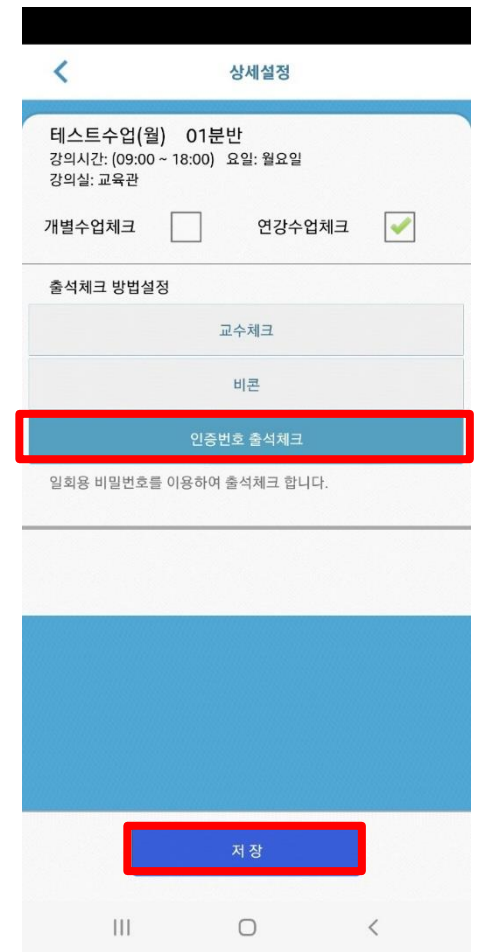 상세설정
테스트수업(월) 01분반
강의시간: (09:00 ~ 18:00) 요일: 월요일
강의실: 교육관
개별수업체크 연강수업체크
출석체크 방법설정
교수체크
비콘
인증번호 출석체크
일회용 비밀번호를 이용하여 출석체크 합니다.
저 장